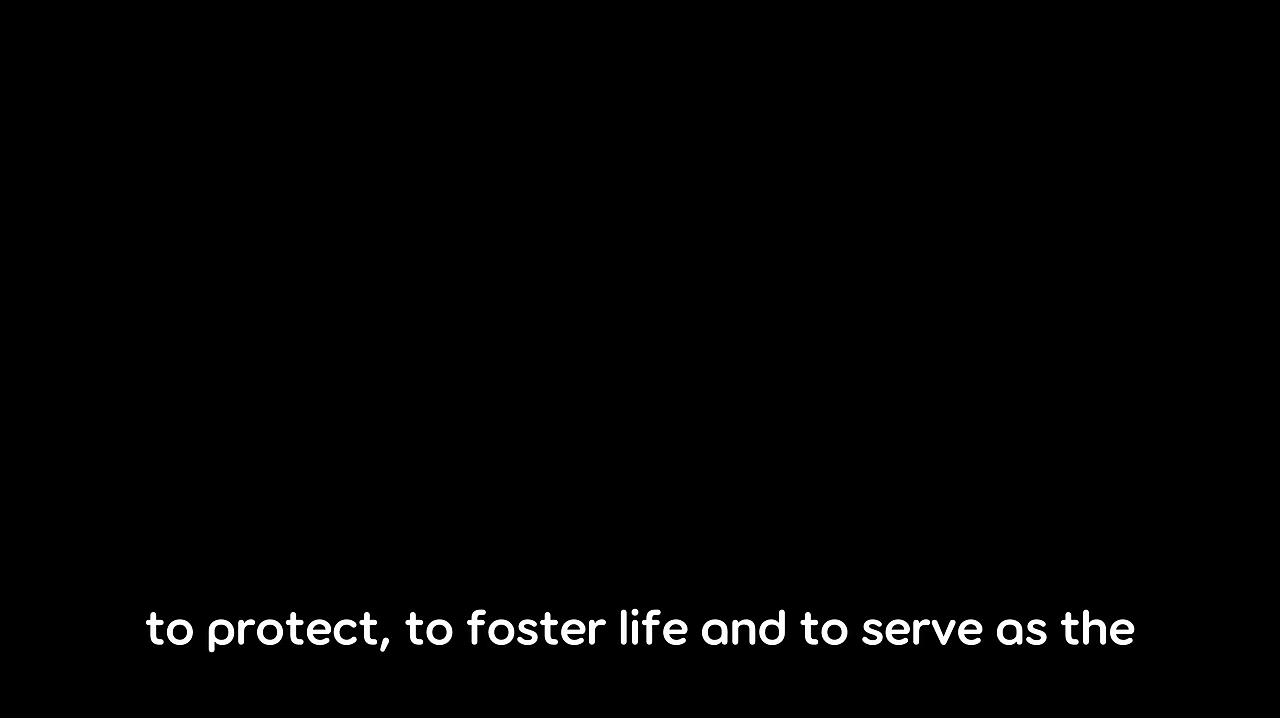 to protect, to foster life and to serve as the